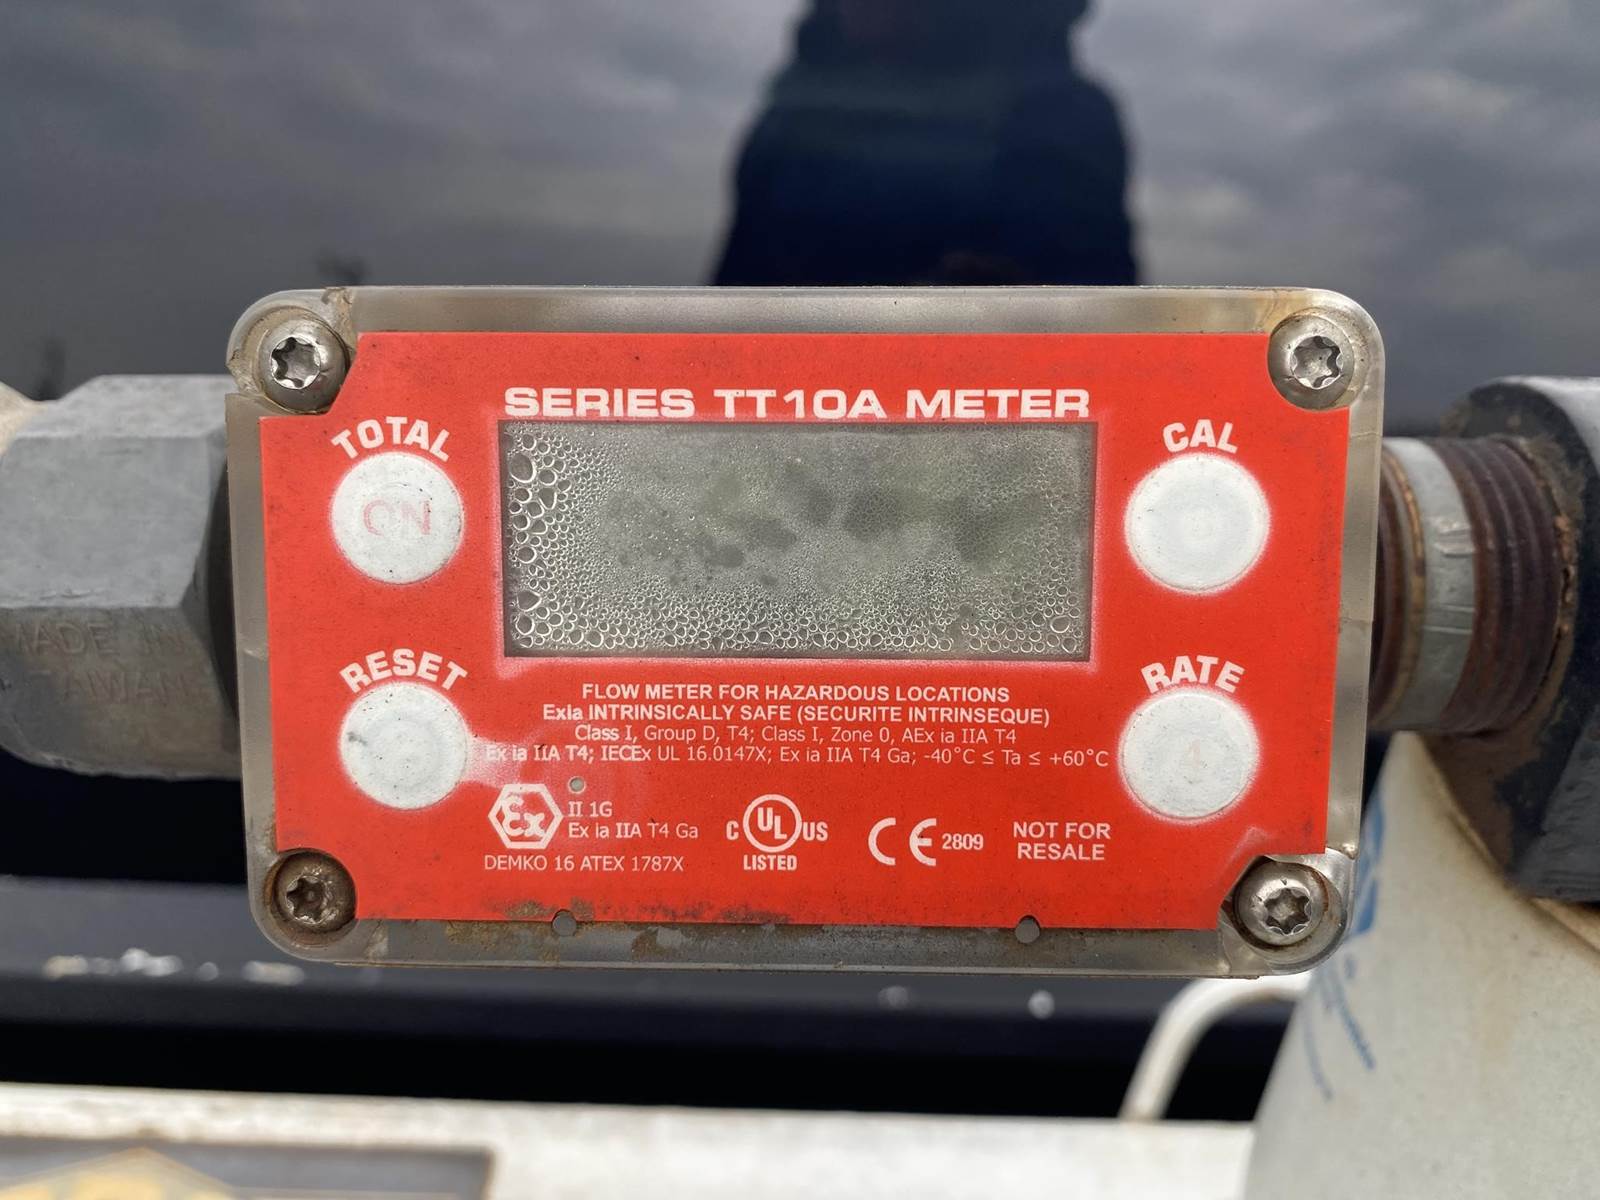 SERIES TT10A METER
TOTAL
ON
CAL
RESET
RATE
4
FLOW METER FOR HAZARDOUS LOCATIONS
Exia INTRINSICALLY SAFE (SECURITE INTRINSEQUE)
Class I, Group D, T4; Class I, Zone 0, AEx ia IIA T4
Ex ia IIA T4; IECEx UL 16.0147X; Ex ia IIA T4 Ga; -40°C ≤ Ta ≤ +60°C
Ex
II 1G
Ex ia IIA T4 Ga
DEMKO 16 ATEX 1787X
C UL US
LISTED
CE 2809
NOT FOR
RESALE
MADE IN
TAIWAN